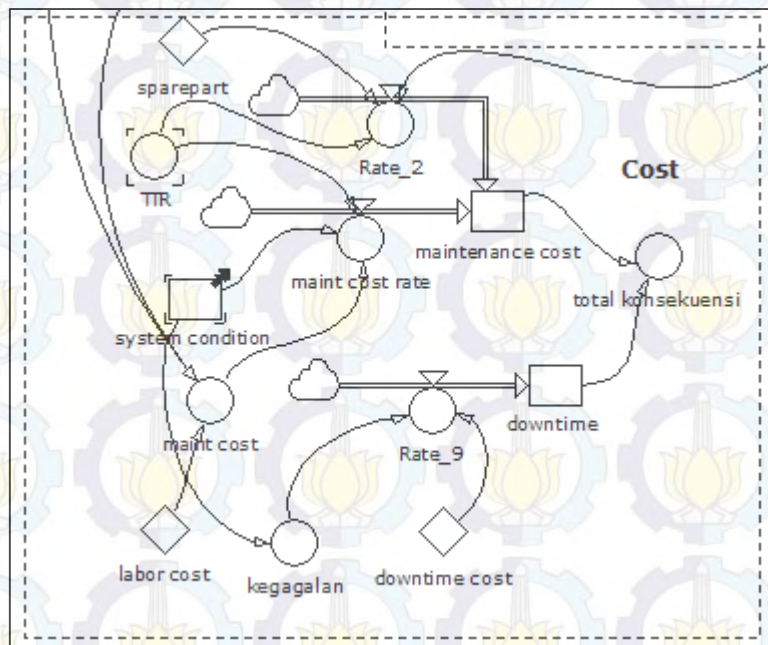 sparepart
Rate_2
Cost
TTR
maintenance cost
maint cost rate
total konsekuensi
system condition
maint cost
downtime
Rate_9
labor cost
kegagalan
downtime cost